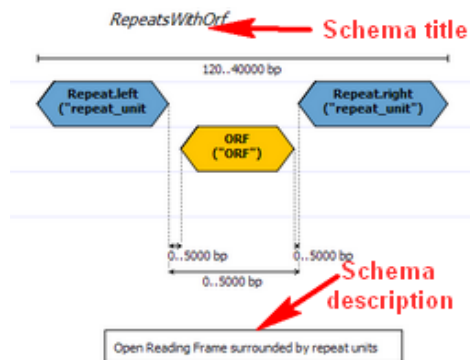 RepeatsWithOrf
Schema title
120..40000 bp
Repeat.left
("repeat_unit
Repeat.right
("repeat_unit")
ORF
("ORF")
0..5000 bp
0..5000 bp
0..5000 bp
Schema
description
Open Reading Frame surrounded by repeat units